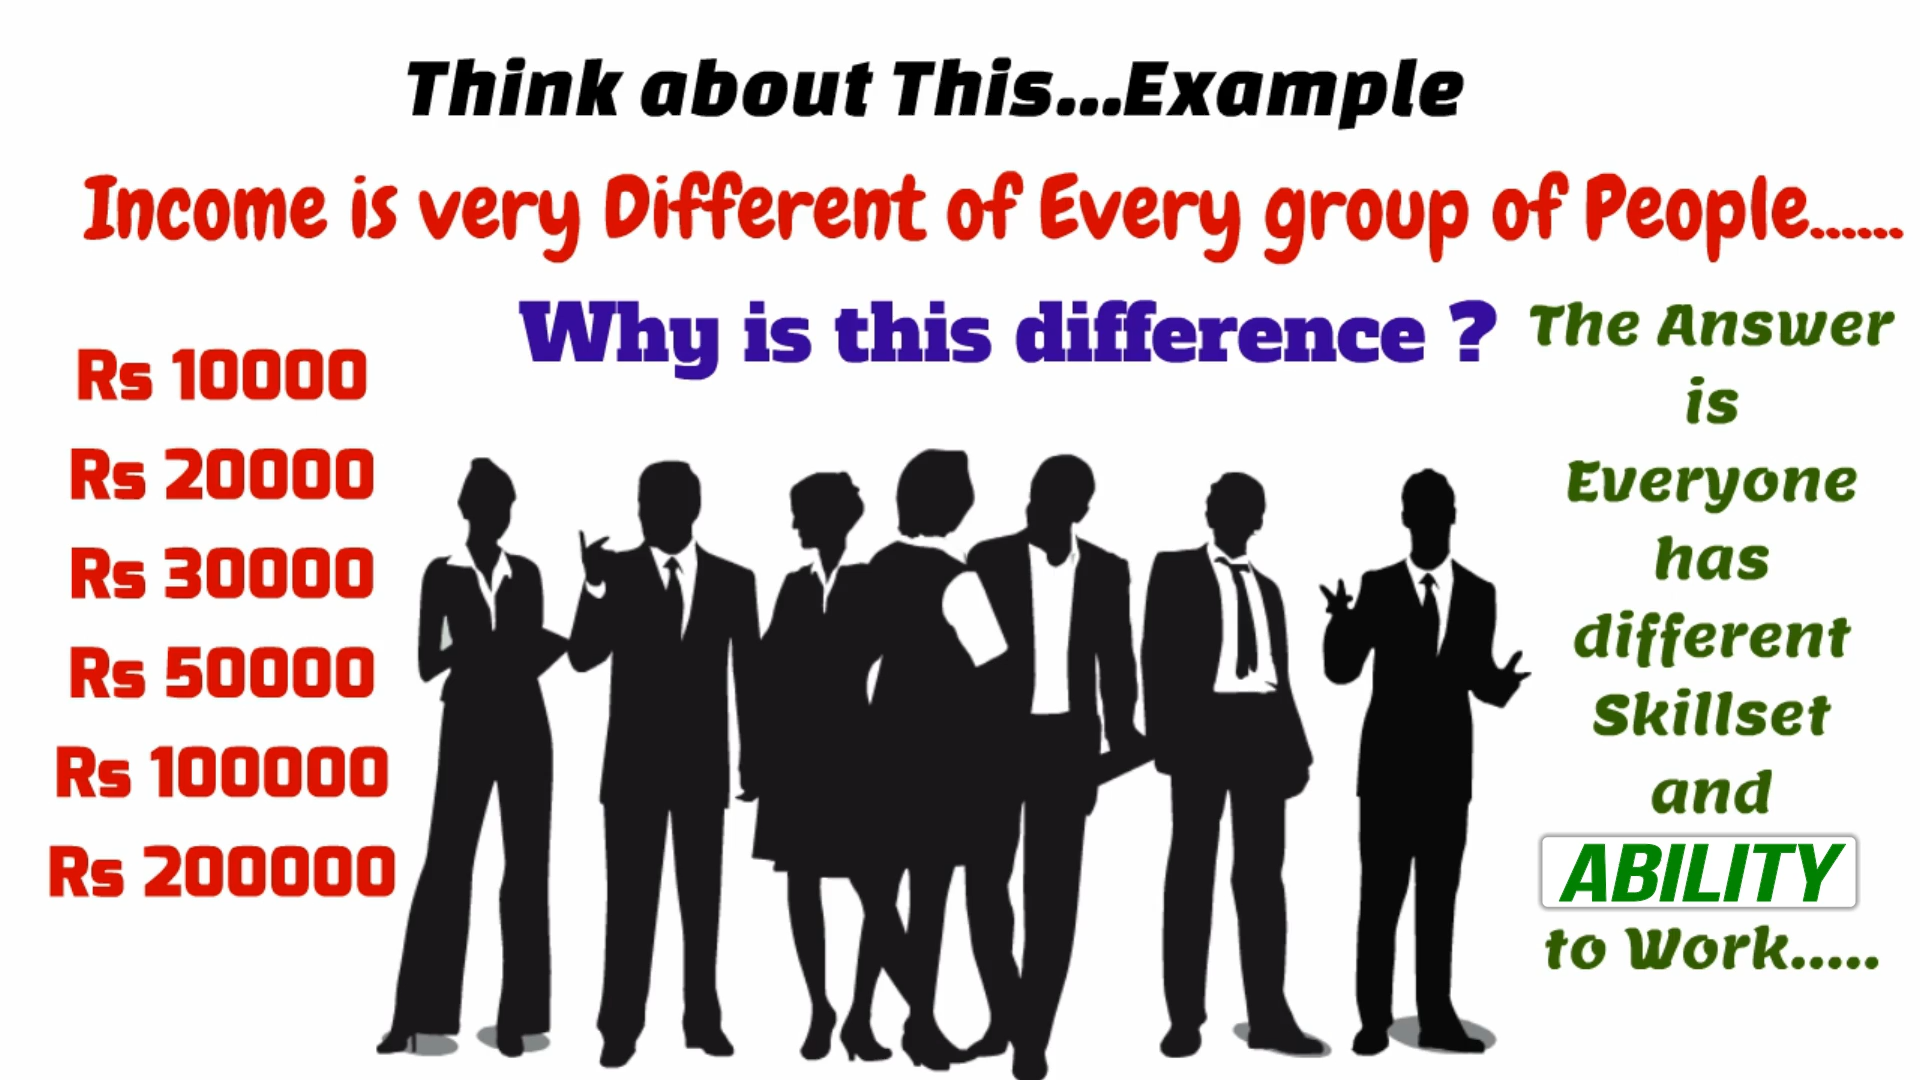 Think about This...Example
Income is very Different of Every group of People......
Why is this difference ?
Rs 10000
Rs 20000
Rs 30000
Rs 50000
Rs 100000
Rs 200000
The Answer
is
Everyone
has
different
Skillset
and
ABILITY
to Work.....